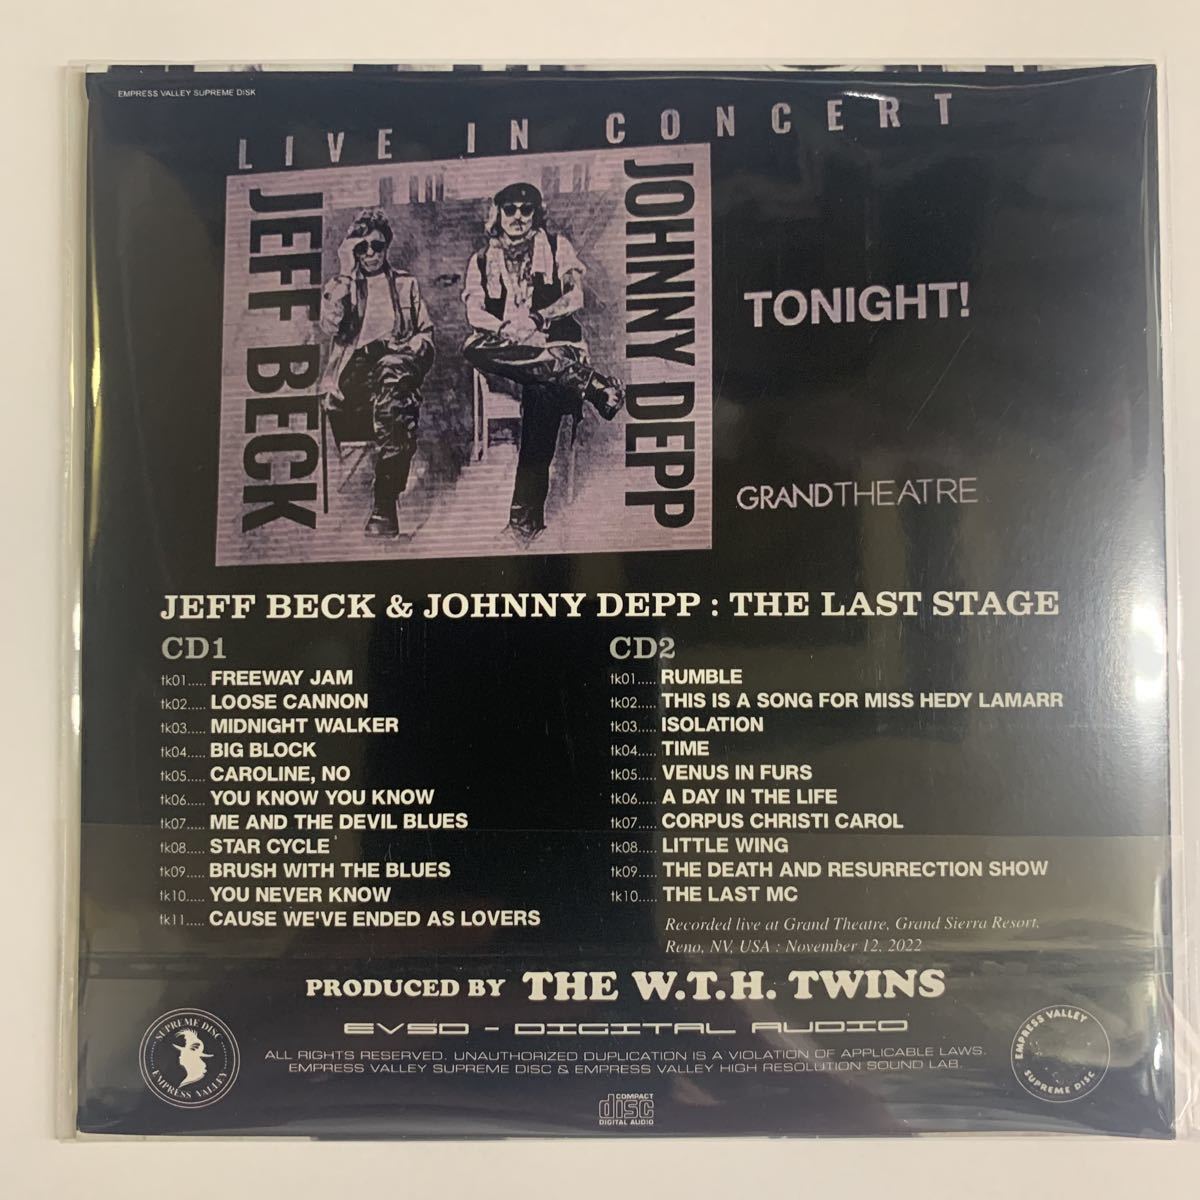 EMPRESS VALLEY SUPREME DISK
LIVE IN CONCERT
JEFF BECK
JOHNNY DEPP
TONIGHT!
GRANDTHEATRE
JEFF BECK & JOHNNY DEPP : THE LAST STAGE
CD1
tk01..... FREEWAY JAM
tk02..... LOOSE CANNON
tk03..... MIDNIGHT WALKER
tk04..... BIG BLOCK
tk05..... CAROLINE, NO
tk06..... YOU KNOW YOU KNOW
tk07..... ME AND THE DEVIL BLUES
tk08..... STAR CYCLE
tk09..... BRUSH WITH THE BLUES
tk10..... YOU NEVER KNOW
tk11..... CAUSE WE'VE ENDED AS LOVERS
CD2
tk01..... RUMBLE
tk02..... THIS IS A SONG FOR MISS HEDY LAMARR
tk03..... ISOLATION
tk04..... TIME
tk05..... VENUS IN FURS
tk06..... A DAY IN THE LIFE
tk07..... CORPUS CHRISTI CAROL
tk08..... LITTLE WING
tk09..... THE DEATH AND RESURRECTION SHOW
tk10..... THE LAST MC
Recorded live at Grand Theatre, Grand Sierra Resort,
Reno, NV, USA : November 12, 2022
PRODUCED BY THE W.T.H. TWINS
EVSD - DIGITAL AUDIO
ALL RIGHTS RESERVED. UNAUTHORIZED DUPLICATION IS A VIOLATION OF APPLICABLE LAWS.
EMPRESS VALLEY SUPREME DISC & EMPRESS VALLEY HIGH RESOLUTION SOUND LAB.
SUPREME DISC
EMPRESS VALLEY
EMPRESS VALLEY
SUPREME DISC
COMPACT
disc
DIGITAL AUDIO